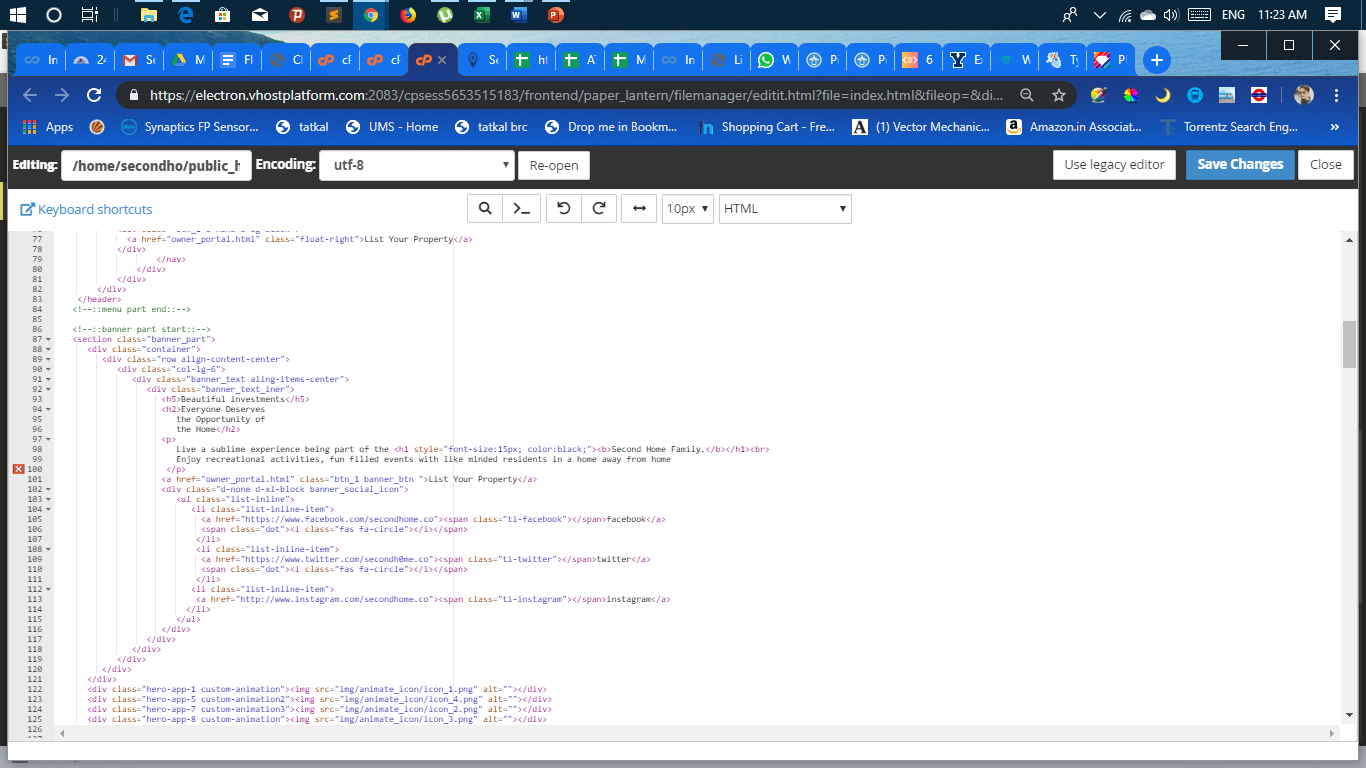 ENG 11:23 AM
In 24 Se M Fl Cl cF cF cP × Se ht A1 M In Li W Pi Pi 6 E› W Ty Pl
https://electron.vhostplatform.com:2083/cpsess5653515183/frontend/paper_lantern/filemanager/editit.html?file=index.html&fileop=&di...
Apps Synaptics FP Sensor... tatkal UMS - Home tatkal brc Drop me in Bookm... Shopping Cart - Fre... (1) Vector Mechanic... Amazon.in Associat... Torrentz Search Eng... »
Editing: /home/secondho/public_h Encoding: utf-8 Re-open Use legacy editor Save Changes Close
Keyboard shortcuts 10px HTML
77 <a href="owner_portal.html" class="float-right">List Your Property</a>
78 </div>
79 </nav>
80 </div>
81 </div>
82 </div>
83 </header>
84 <!--::menu part end::-->
85
86 <!--::banner part start::-->
87 <section class="banner_part">
88 <div class="container">
89 <div class="row align-content-center">
90 <div class="col-lg-6">
91 <div class="banner_text aling-items-center">
92 <div class="banner_text_iner">
93 <h5>Beautiful investments</h5>
94 <h2>Everyone Deserves
95 the Opportunity of
96 the Home</h2>
97 <p>
98 Live a sublime experience being part of the <h1 style="font-size:15px; color:black;"><b>Second Home Family.</b></h1><br>
99 Enjoy recreational activities, fun filled events with like minded residents in a home away from home
100 </p>
101 <a href="owner_portal.html" class="btn_1 banner_btn ">List Your Property</a>
102 <div class="d-none d-xl-block banner_social_icon">
103 <ul class="list-inline">
104 <li class="list-inline-item">
105 <a href="https://www.facebook.com/secondhome.co"><span class="ti-facebook"></span>facebook</a>
106 <span class="dot"><i class="fas fa-circle"></i></span>
107 </li>
108 <li class="list-inline-item">
109 <a href="https://www.twitter.com/secondh0me.co"><span class="ti-twitter"></span>twitter</a>
110 <span class="dot"><i class="fas fa-circle"></i></span>
111 </li>
112 <li class="list-inline-item">
113 <a href="http://www.instagram.com/secondhome.co"><span class="ti-instagram"></span>instagram</a>
114 </li>
115 </ul>
116 </div>
117 </div>
118 </div>
119 </div>
120 </div>
121 </div>
122 <div class="hero-app-1 custom-animation"><img src="img/animate_icon/icon_1.png" alt=""></div>
123 <div class="hero-app-5 custom-animation2"><img src="img/animate_icon/icon_4.png" alt=""></div>
124 <div class="hero-app-7 custom-animation3"><img src="img/animate_icon/icon_2.png" alt=""></div>
125 <div class="hero-app-8 custom-animation"><img src="img/animate_icon/icon_3.png" alt=""></div>
126